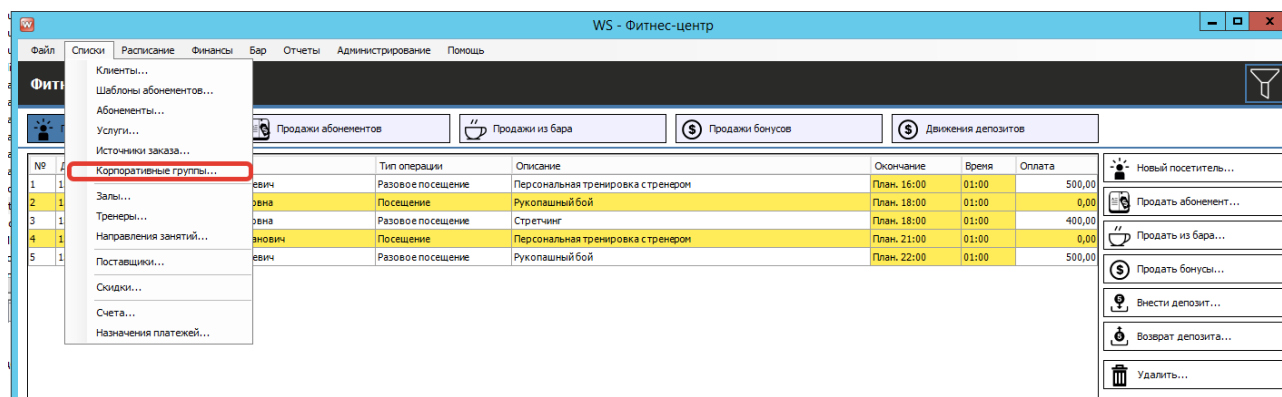 WS - Фитнес-центр
Файл Списки Расписание Финансы Бар Отчеты Администрирование Помощь
Клиенты...
Шаблоны абонементов...
Абонементы...
Услуги...
Источники заказа...
Корпоративные группы...
Залы...
Тренеры...
Направления занятий...
Поставщики...
Скидки...
Счета...
Назначения платежей...
Продажи абонементов Продажи из бара Продажи бонусов Движения депозитов
№ Тип операции Описание Окончание Время Оплата
1 евич Разовое посещение Персональная тренировка с тренером План. 16:00 01:00 500,00
2 овна Посещение Рукопашный бой План. 18:00 01:00 0,00
3 овна Разовое посещение Стретчинг План. 18:00 01:00 400,00
4 анович Посещение Персональная тренировка с тренером План. 21:00 01:00 0,00
5 евич Разовое посещение Рукопашный бой План. 22:00 01:00 500,00
Новый посетитель...
Продать абонемент...
Продать из бара...
Продать бонусы...
Внести депозит...
Возврат депозита...
Удалить...